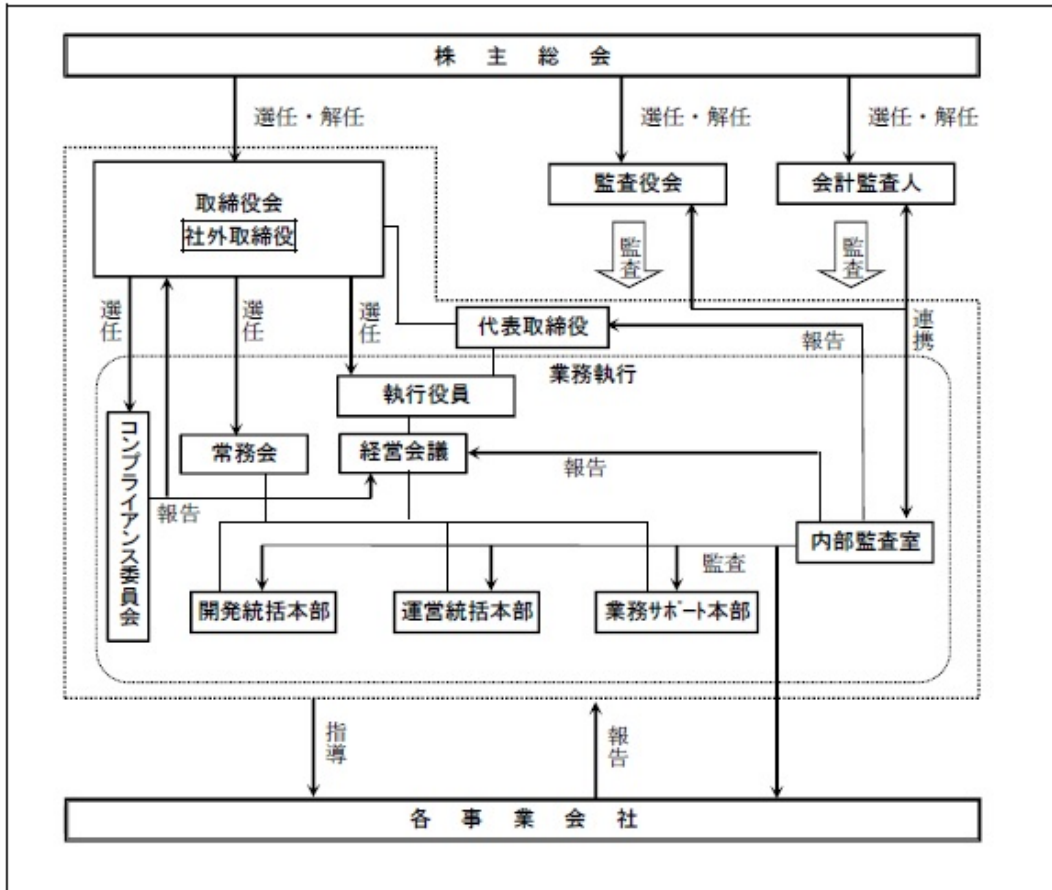 株主総会
選任・解任
選任・解任
選任・解任
取締役会
社外取締役
監査役会
会計監査人
監査
監査
選任
選任
選任
代表取締役
報告
連携
業務執行
執行役員
コンプライアンス委員会
常務会
経営会議
報告
報告
内部監査室
監査
開発統括本部
運営統括本部
業務ｻﾎﾟｰﾄ本部
指導
報告
各事業会社